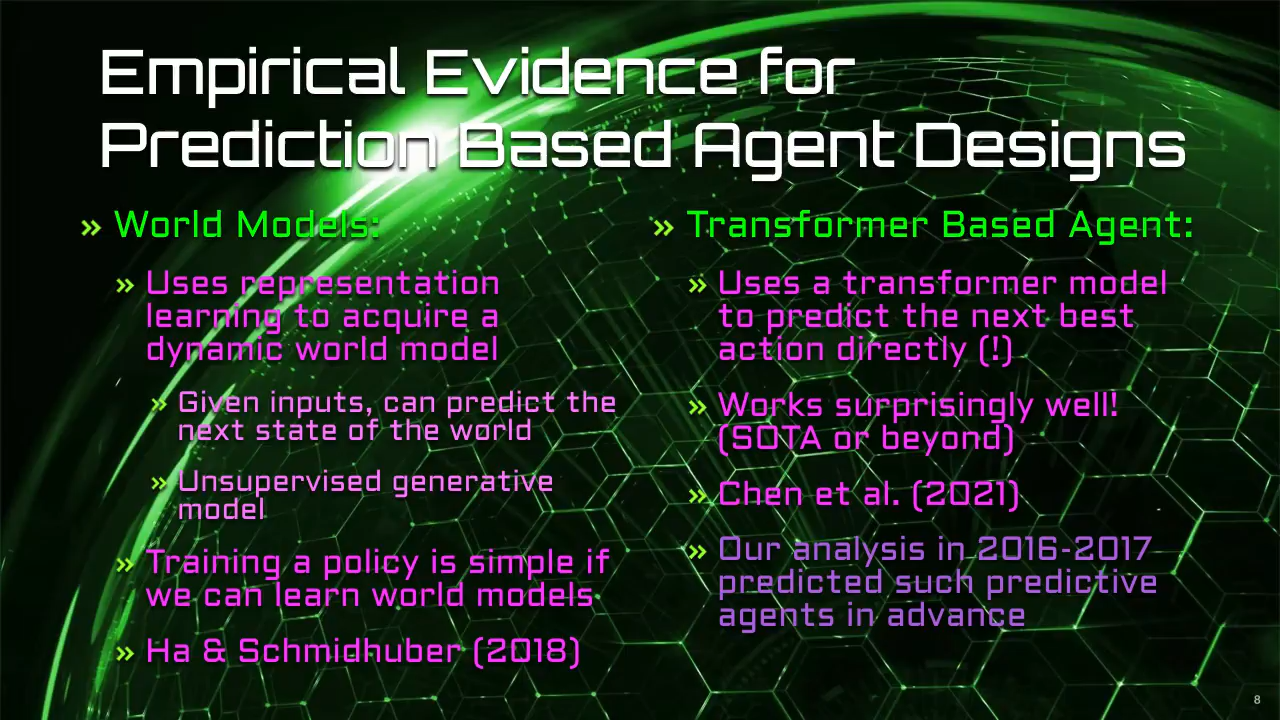 Empirical Evidence for
Prediction Based Agent Designs
» World Models:
» Uses representation
learning to acquire a
dynamic world model
» Given inputs, can predict the
next state of the world
» Unsupervised generative
model
» Training a policy is simple if
we can learn world models
» Ha & Schmidhuber (2018)
» Transformer Based Agent:
» Uses a transformer model
to predict the next best
action directly (!)
» Works surprisingly well!
(SOTA or beyond)
» Chen et al. (2021)
» Our analysis in 2016-2017
predicted such predictive
agents in advance
8